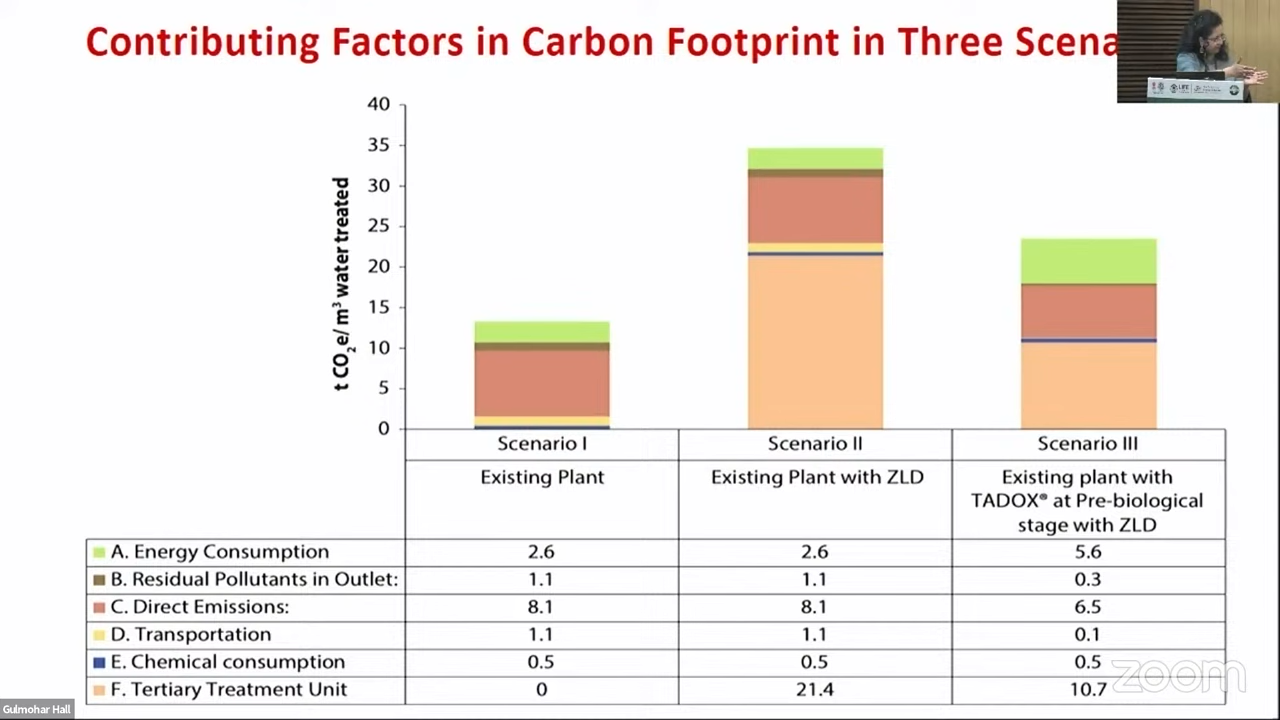 Contributing Factors in Carbon Footprint in Three Scena
LIFE
t CO₂e/ m³ water treated
40
35
30
25
20
15
10
5
0
Scenario I Scenario II Scenario III
Existing Plant Existing Plant with ZLD Existing plant with
TADOX® at Pre-biological
stage with ZLD
A. Energy Consumption 2.6 2.6 5.6
B. Residual Pollutants in Outlet: 1.1 1.1 0.3
C. Direct Emissions: 8.1 8.1 6.5
D. Transportation 1.1 1.1 0.1
E. Chemical consumption 0.5 0.5 0.5
F. Tertiary Treatment Unit 0 21.4 10.7
zoom
Gulmohar Hall